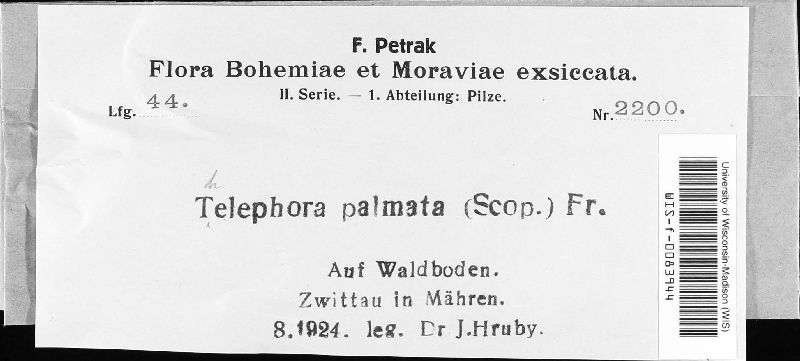 F. Petrak
Flora Bohemiae et Moraviae exsiccata.
II. Serie. — 1. Abteilung: Pilze.
Lfg. 44.
Nr. 2200.
h
Telephora palmata (Scop.) Fr.
Auf Waldboden.
Zwittau in Mähren.
8.1924. leg. Dr J.Hruby.
University of Wisconsin-Madison (WIS)
WIS-f-0083944